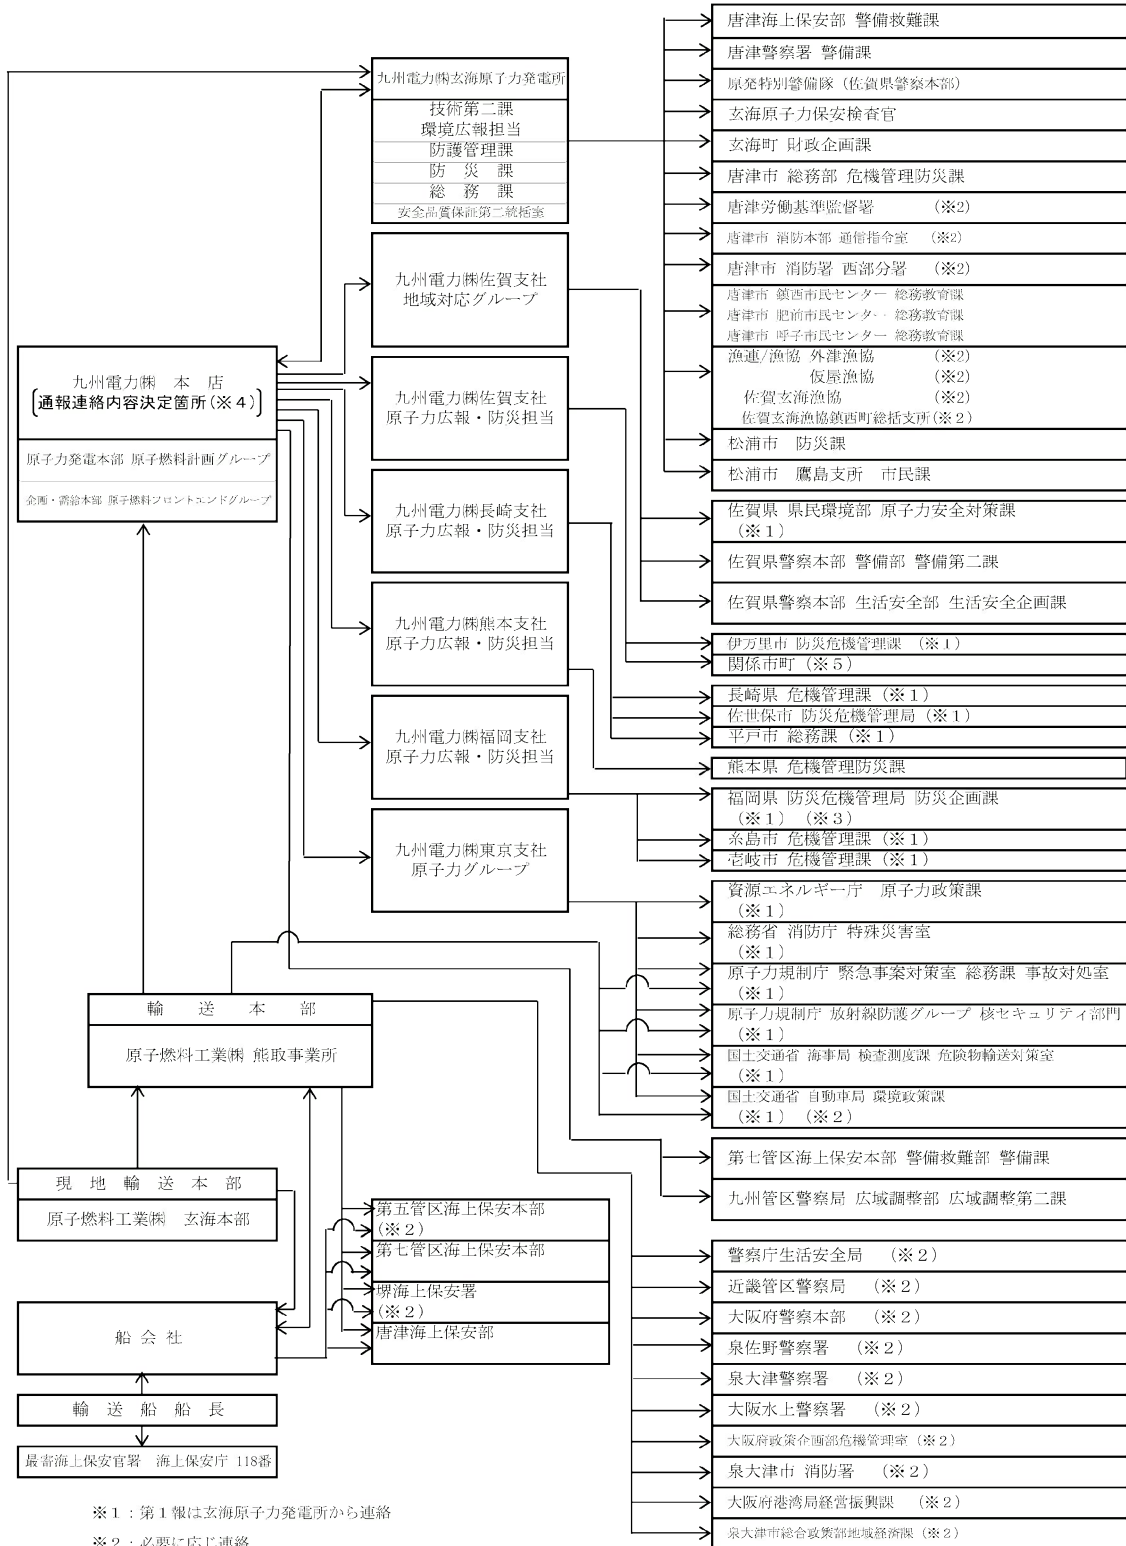 九州電力㈱玄海原子力発電所
技術第二課
環境広報担当
防護管理課
防　災　課
総　務　課
安全品質保証第二統括室
九州電力㈱佐賀支社
地域対応グループ
九州電力㈱　本　店
通報連絡内容決定箇所(※４)
原子力発電本部 原子燃料計画グループ
企画・需給本部 原子燃料フロントエンドグループ
九州電力㈱佐賀支社
原子力広報・防災担当
九州電力㈱長崎支社
原子力広報・防災担当
九州電力㈱熊本支社
原子力広報・防災担当
九州電力㈱福岡支社
原子力広報・防災担当
九州電力㈱東京支社
原子力グループ
輸　送　本　部
原子燃料工業㈱ 熊取事業所
現　地　輸　送　本　部
原子燃料工業㈱　玄海本部
船 会 社
輸　送　船　船　長
最寄海上保安官署　海上保安庁 118番
第五管区海上保安本部
(※２)
第七管区海上保安本部
堺海上保安署
(※２)
唐津海上保安部
唐津海上保安部 警備救難課
唐津警察署 警備課
原発特別警備隊（佐賀県警察本部）
玄海原子力保安検査官
玄海町 財政企画課
唐津市 総務部 危機管理防災課
唐津労働基準監督署　（※2）
唐津市 消防本部 通信指令室　（※2）
唐津市 消防署 西部分署　（※2）
唐津市 鎮西市民センター 総務教育課
唐津市 肥前市民センター 総務教育課
唐津市 呼子市民センター 総務教育課
漁連/漁協 外津漁協　（※2）
仮屋漁協　（※2）
佐賀玄海漁協　（※2）
佐賀玄海漁協鎮西町総括支所(※２)
松浦市　防災課
松浦市　鷹島支所　市民課
佐賀県 県民環境部 原子力安全対策課
（※１）
佐賀県警察本部 警備部 警備第二課
佐賀県警察本部 生活安全部 生活安全企画課
伊万里市 防災危機管理課 （※１）
関係市町（※５）
長崎県 危機管理課（※１）
佐世保市 防災危機管理局（※１）
平戸市 総務課（※１）
熊本県 危機管理防災課
福岡県 防災危機管理局 防災企画課
（※１）（※３）
糸島市 危機管理課（※１）
壱岐市 危機管理課（※１）
資源エネルギー庁　原子力政策課
（※１）
総務省 消防庁 特殊災害室
（※１）
原子力規制庁 緊急事案対策室 総務課 事故対処室
（※１）
原子力規制庁 放射線防護グループ 核セキュリティ部門
（※１）
国土交通省 海事局 検査測度課 危険物輸送対策室
（※１）
国土交通省 自動車局 環境政策課
（※１）（※２）
第七管区海上保安本部 警備救難部 警備課
九州管区警察局 広域調整部 広域調整第二課
警察庁生活安全局　（※２）
近畿管区警察局　（※２）
大阪府警察本部　（※２）
泉佐野警察署　（※２）
泉大津警察署　（※２）
大阪水上警察署　（※２）
大阪府政策企画部危機管理室（※２）
泉大津市 消防署　（※２）
大阪府港湾局経営振興課　（※２）
泉大津市総合政策部地域経済課（※２）
※１：第１報は玄海原子力発電所から連絡
※２：必要に応じ連絡